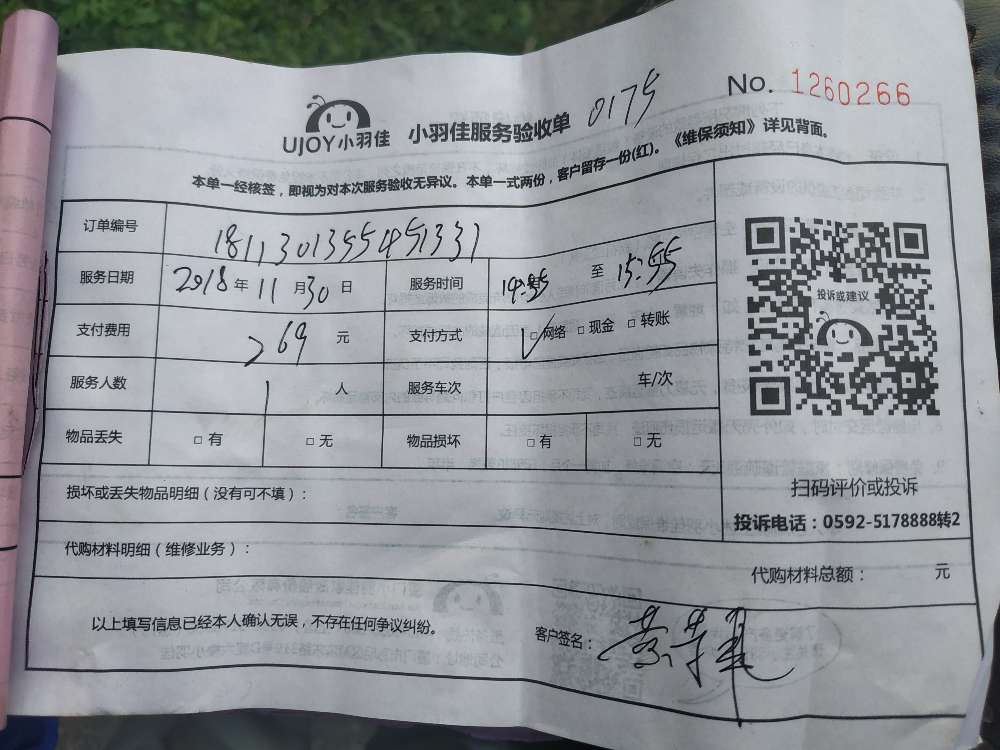 No. 1260266
UJOY小羽佳 小羽佳服务验收单 0175
本单一经核签，即视为对本次服务验收无异议。本单一式两份，客户留存一份(红)。《维保须知》详见背面。
订单编号 1811301355451331
服务日期 2018年11月30日 服务时间 14:55至15:55
支付费用 269元 支付方式 ☑网络 □现金 □转账
服务人数 1人 服务车次 车/次
物品丢失 □有 □无 物品损坏 □有 □无
损坏或丢失物品明细（没有可不填）：
代购材料明细（维修业务）：
投诉或建议
扫码评价或投诉
投诉电话：0592-5178888转2
代购材料总额： 元
以上填写信息已经本人确认无误，不存在任何争议纠纷。
客户签名：